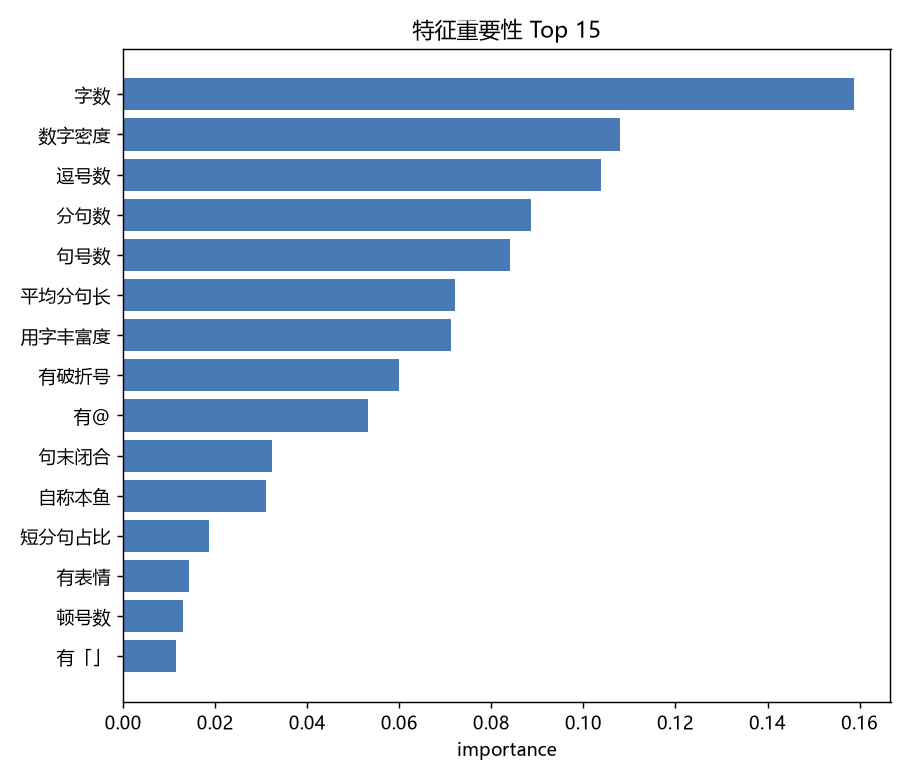 特征重要性 Top 15
字数
数字密度
逗号数
分句数
句号数
平均分句长
用字丰富度
有破折号
有@
句末闭合
自称本鱼
短分句占比
有表情
顿号数
有「」
0.00 0.02 0.04 0.06 0.08 0.10 0.12 0.14 0.16
importance